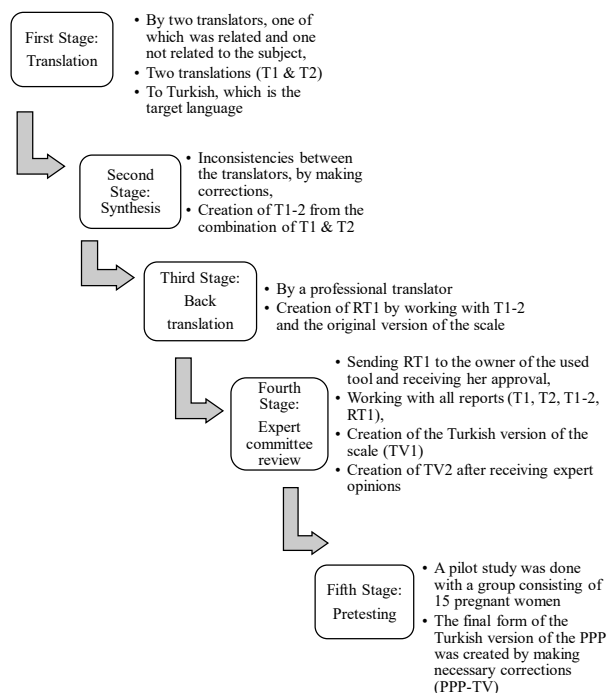 First Stage:
Translation
• By two translators, one of
which was related and one
not related to the subject,
• Two translations (T1 & T2)
• To Turkish, which is the
target language
Second
Stage:
Synthesis
• Inconsistencies between
the translators, by making
corrections,
• Creation of T1-2 from the
combination of T1 & T2
Third Stage:
Back
translation
• By a professional translator
• Creation of RT1 by working with T1-2
and the original version of the scale
Fourth
Stage:
Expert
committee
review
• Sending RT1 to the owner of the used
tool and receiving her approval,
• Working with all reports (T1, T2, T1-2,
RT1),
• Creation of the Turkish version of the
scale (TV1)
• Creation of TV2 after receiving expert
opinions
Fifth Stage:
Pretesting
• A pilot study was done
with a group consisting of
15 pregnant women
• The final form of the
Turkish version of the PPP
was created by making
necessary corrections
(PPP-TV)